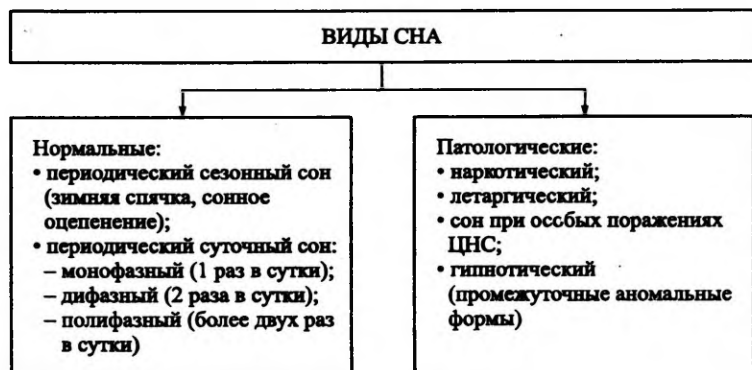 ВИДЫ СНА
Нормальные:
• периодический сезонный сон
(зимняя спячка, сонное
оцепенение);
• периодический суточный сон:
– монофазный (1 раз в сутки);
– дифазный (2 раза в сутки);
– полифазный (более двух раз
в сутки)
Патологические:
• наркотический;
• летаргический;
• сон при особых поражениях
ЦНС;
• гипнотический
(промежуточные аномальные
формы)